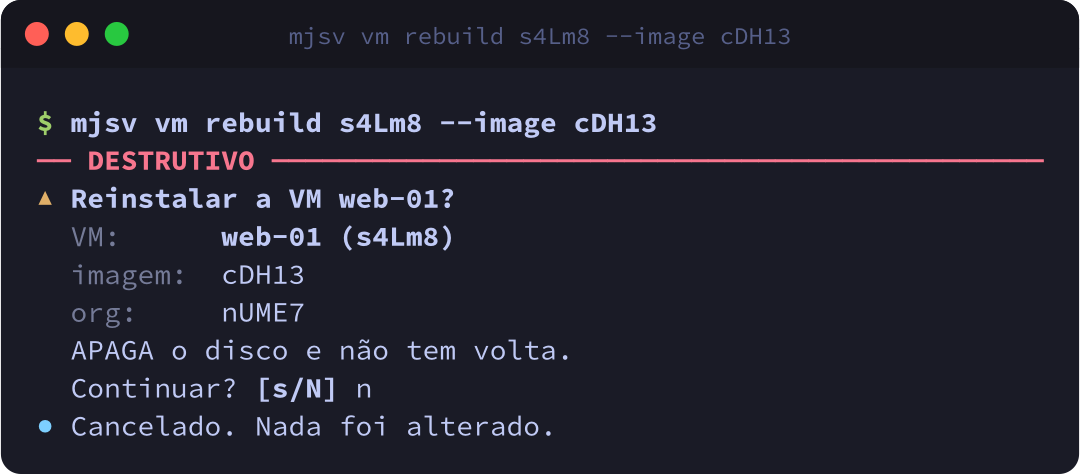 mjsv vm rebuild s4Lm8 --image cDH13
$ mjsv vm rebuild s4Lm8 --image cDH13
── DESTRUTIVO ──────────────────────────────────────────────
▲ Reinstalar a VM web-01?
VM: web-01 (s4Lm8)
imagem: cDH13
org: nUME7
APAGA o disco e não tem volta.
Continuar? [s/N] n
● Cancelado. Nada foi alterado.